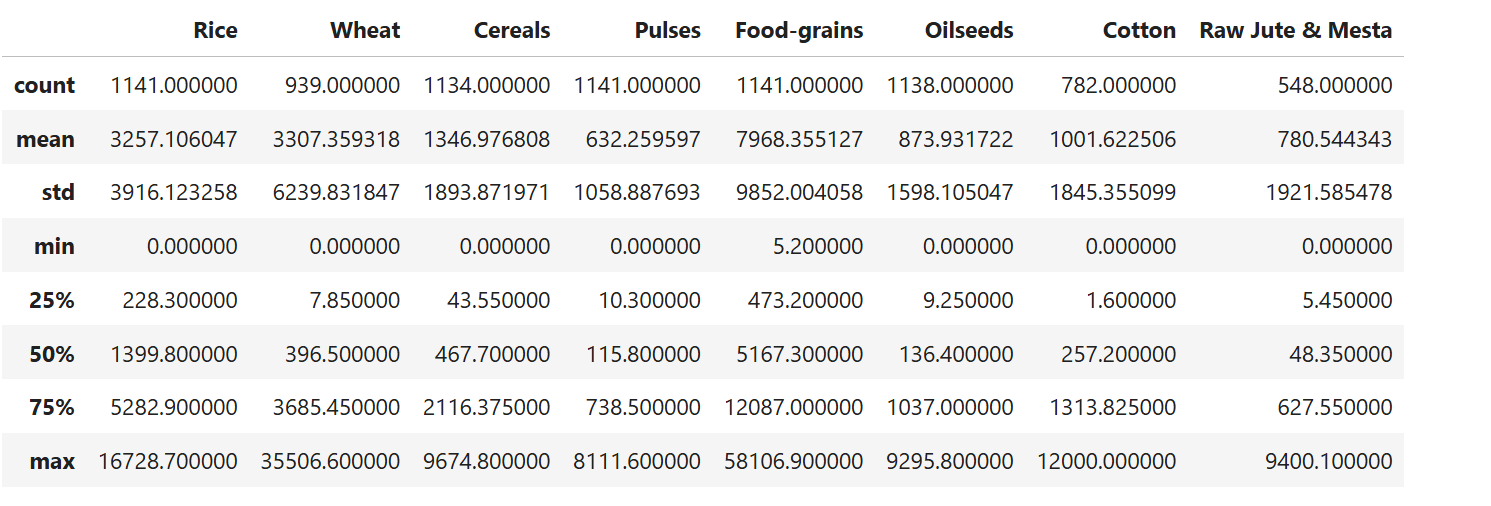 Rice Wheat Cereals Pulses Food-grains Oilseeds Cotton Raw Jute & Mesta
count 1141.000000 939.000000 1134.000000 1141.000000 1141.000000 1138.000000 782.000000 548.000000
mean 3257.106047 3307.359318 1346.976808 632.259597 7968.355127 873.931722 1001.622506 780.544343
std 3916.123258 6239.831847 1893.871971 1058.887693 9852.004058 1598.105047 1845.355099 1921.585478
min 0.000000 0.000000 0.000000 0.000000 5.200000 0.000000 0.000000 0.000000
25% 228.300000 7.850000 43.550000 10.300000 473.200000 9.250000 1.600000 5.450000
50% 1399.800000 396.500000 467.700000 115.800000 5167.300000 136.400000 257.200000 48.350000
75% 5282.900000 3685.450000 2116.375000 738.500000 12087.000000 1037.000000 1313.825000 627.550000
max 16728.700000 35506.600000 9674.800000 8111.600000 58106.900000 9295.800000 12000.000000 9400.100000